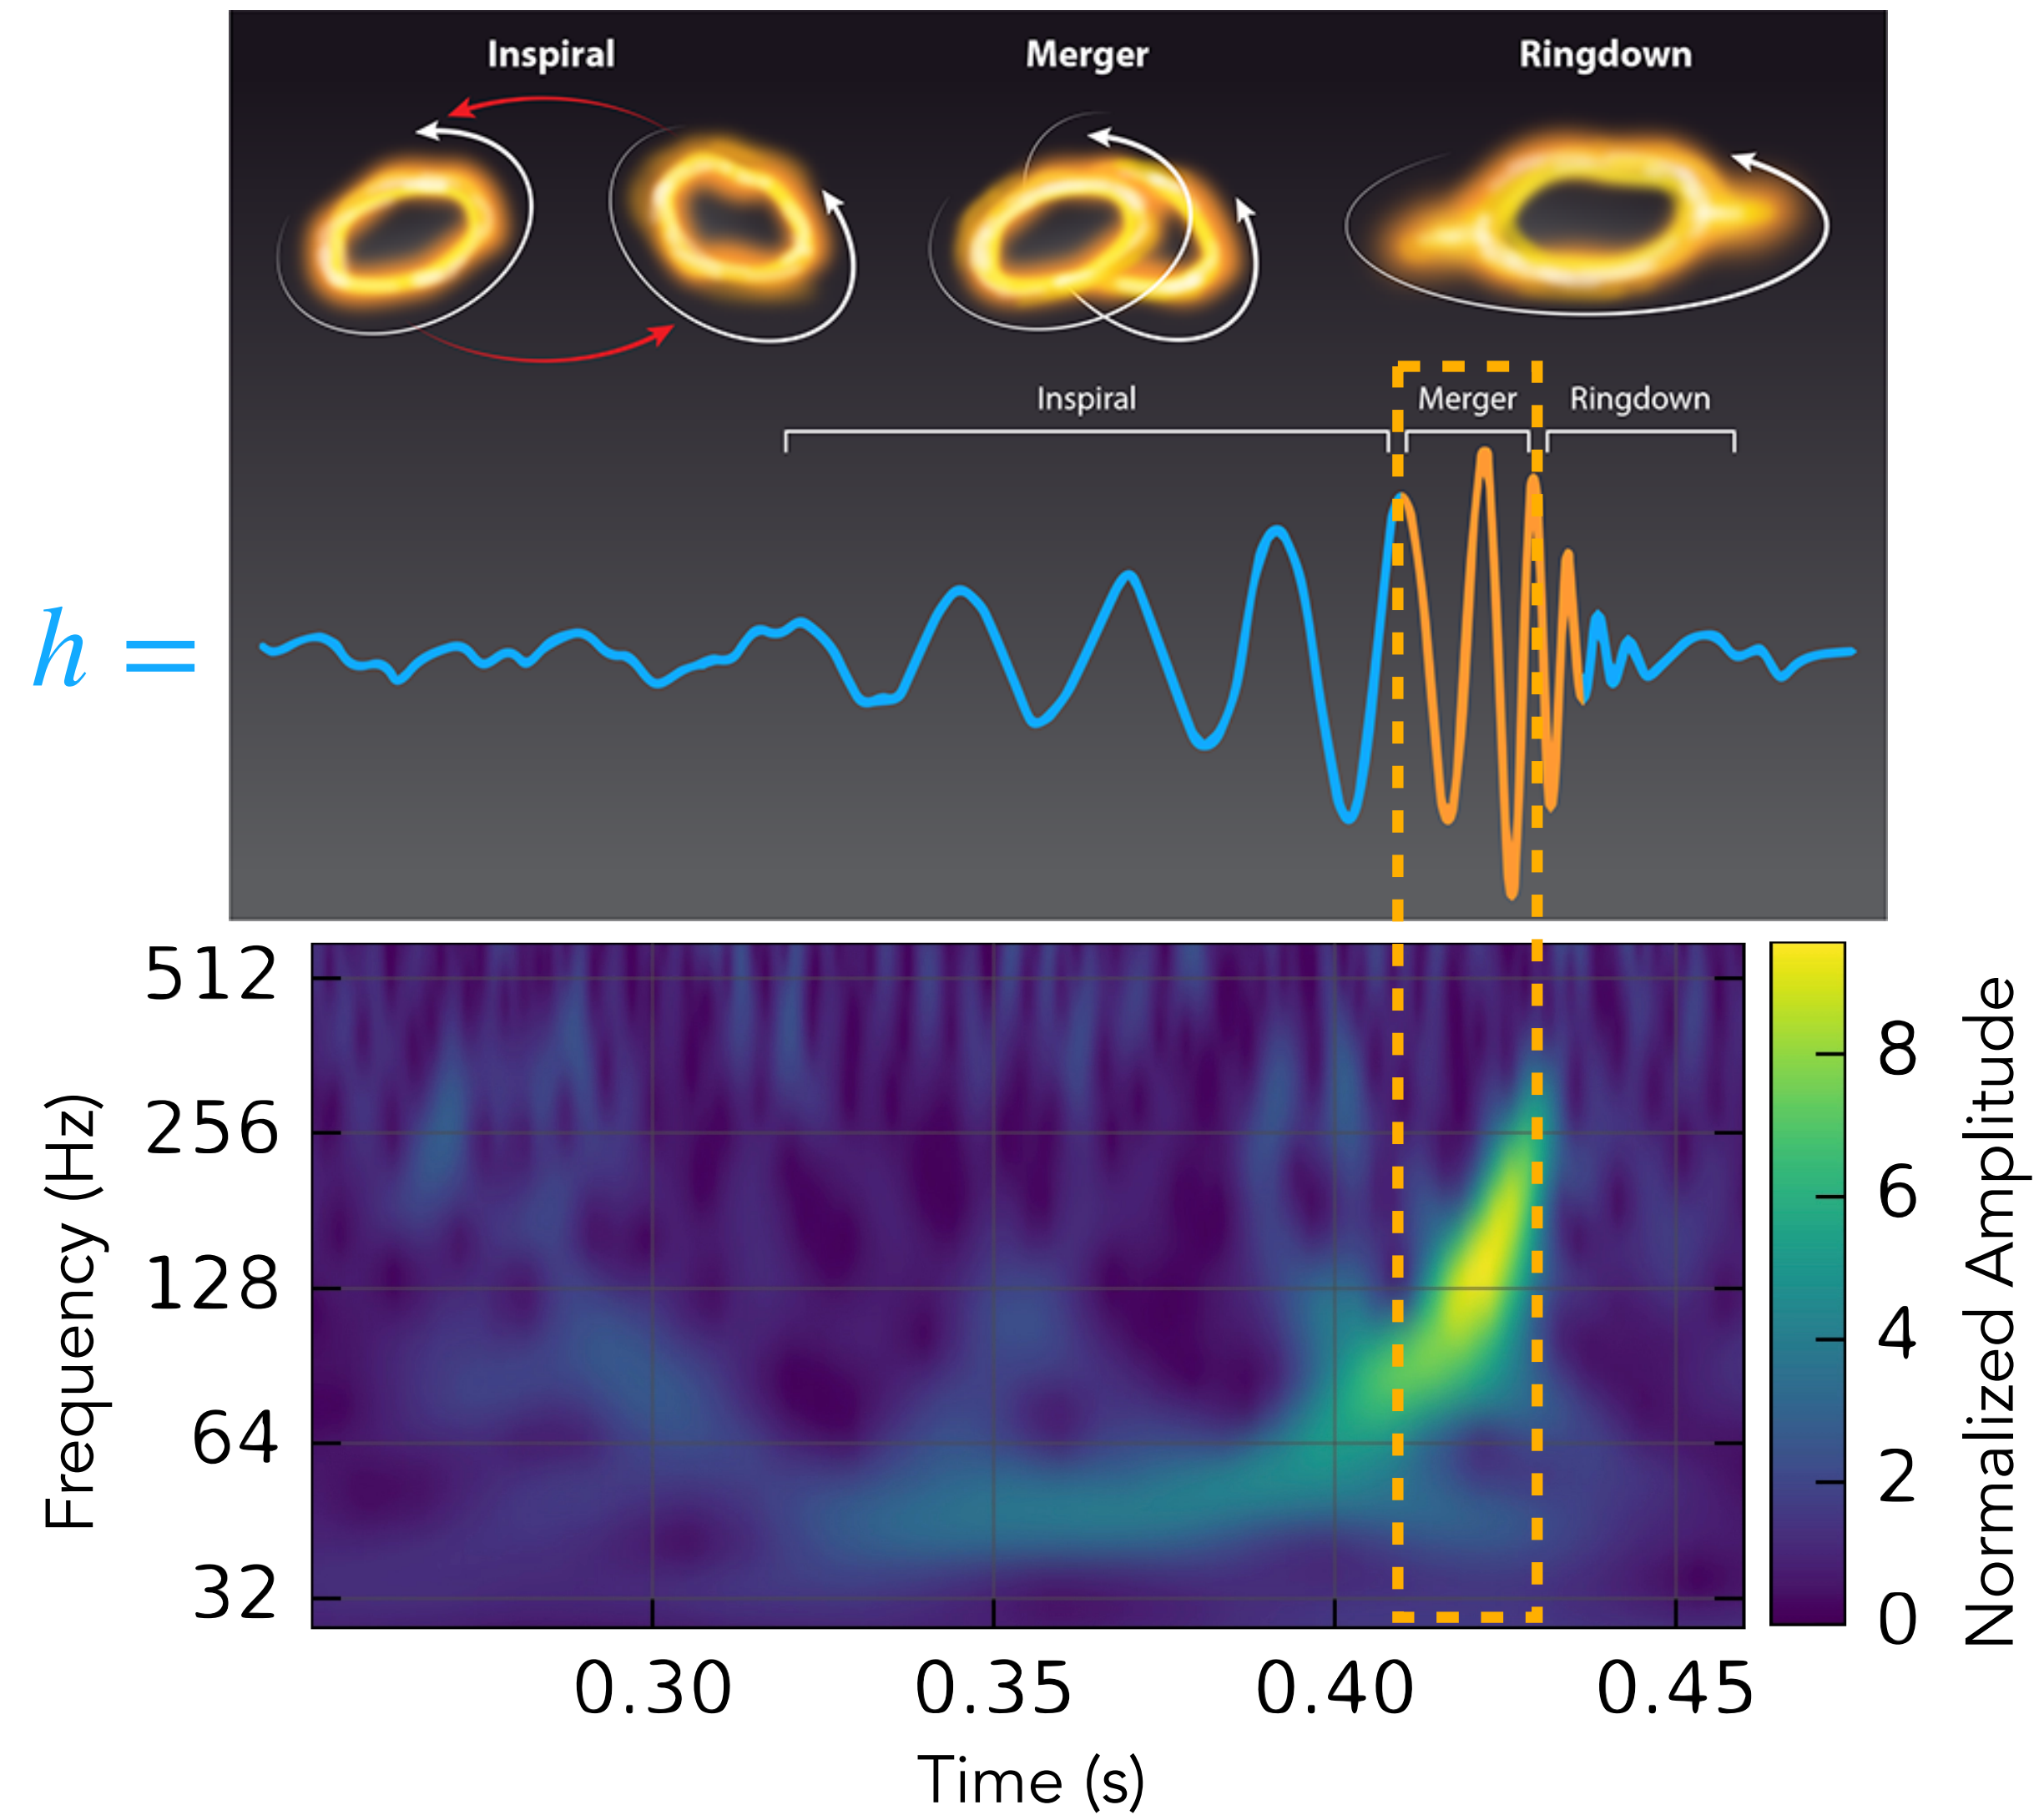 Inspiral Merger Ringdown
Inspiral Merger Ringdown
h =
512
256
128
64
32
Frequency (Hz)
0.30 0.35 0.40 0.45
Time (s)
8
6
4
2
0
Normalized Amplitude